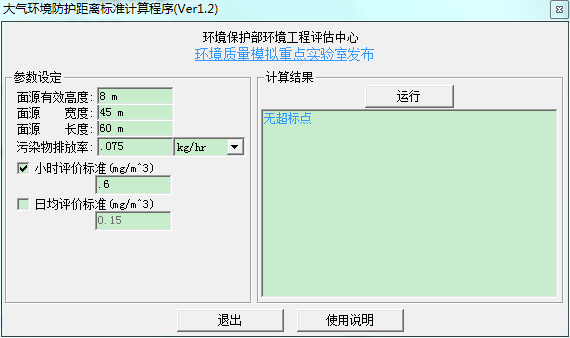 大气环境防护距离标准计算程序(Ver1.2)
环境保护部环境工程评估中心
环境质量模拟重点实验室发布
参数设定
面源有效高度: 8 m
面源 宽度: 45 m
面源 长度: 60 m
污染物排放率: .075 kg/hr
小时评价标准(mg/m^3)
.6
日均评价标准(mg/m^3)
0.15
计算结果
运行
无超标点
退出
使用说明